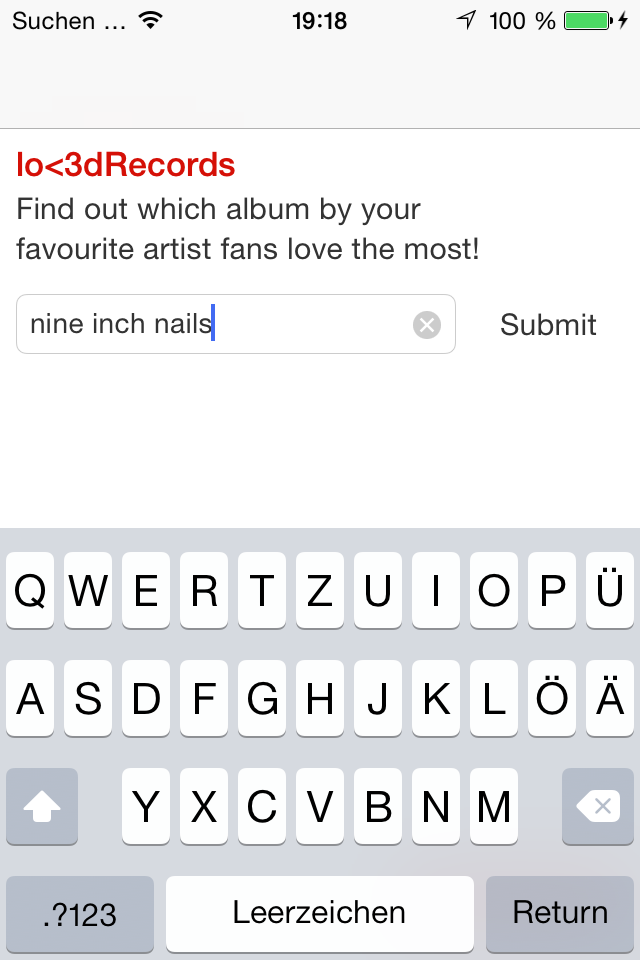 Suchen ... 19:18 100 %
lo<3dRecords
Find out which album by your
favourite artist fans love the most!
nine inch nails Submit
Q W E R T Z U I O P Ü
A S D F G H J K L Ö Ä
Y X C V B N M
.?123 Leerzeichen Return